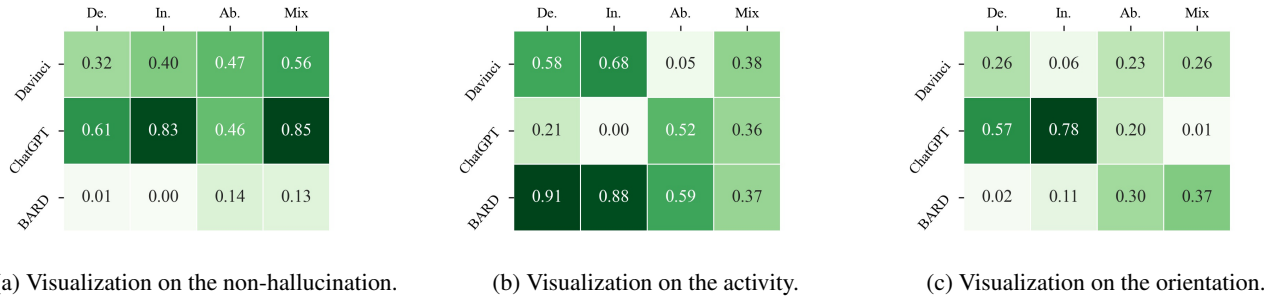 De. In. Ab. Mix
Davinci 0.32 0.40 0.47 0.56
ChatGPT 0.61 0.83 0.46 0.85
BARD 0.01 0.00 0.14 0.13
a) Visualization on the non-hallucination.
De. In. Ab. Mix
Davinci 0.58 0.68 0.05 0.38
ChatGPT 0.21 0.00 0.52 0.36
BARD 0.91 0.88 0.59 0.37
(b) Visualization on the activity.
De. In. Ab. Mix
Davinci 0.26 0.06 0.23 0.26
ChatGPT 0.57 0.78 0.20 0.01
BARD 0.02 0.11 0.30 0.37
(c) Visualization on the orientation.